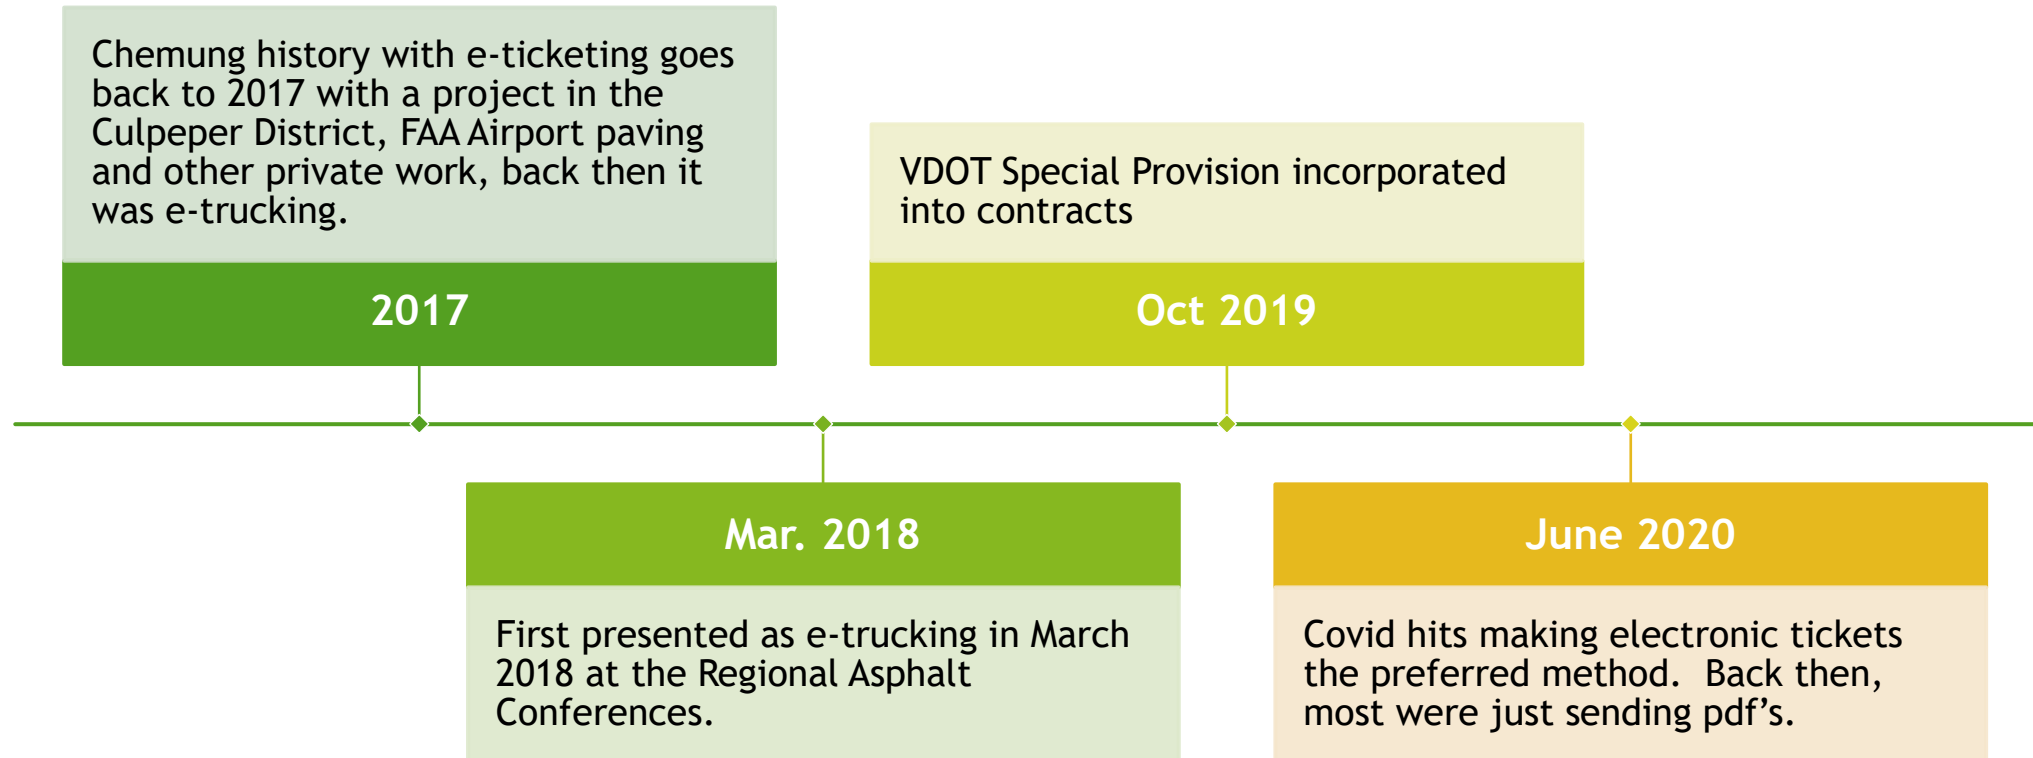 Chemung history with e-ticketing goes
back to 2017 with a project in the
Culpeper District, FAA Airport paving
and other private work, back then it
was e-trucking.
2017
Mar. 2018
First presented as e-trucking in March
2018 at the Regional Asphalt
Conferences.
VDOT Special Provision incorporated
into contracts
Oct 2019
June 2020
Covid hits making electronic tickets
the preferred method.  Back then,
most were just sending pdf’s.